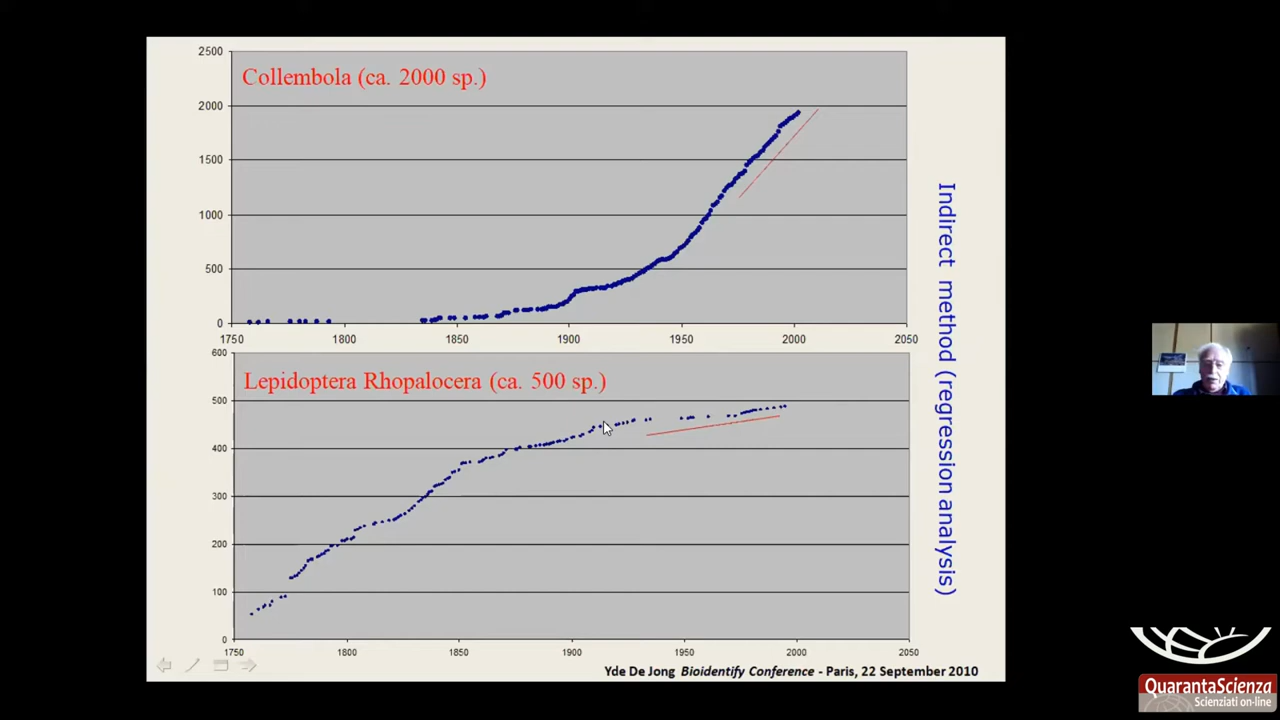 2500
Collembola (ca. 2000 sp.)
2000
1500
1000
500
0
1750 1800 1850 1900 1950 2000 2050
600
Lepidoptera Rhopalocera (ca. 500 sp.)
500
400
300
200
100
0
1750 1800 1850 1900 1950 2000 2050
Yde De Jong Bioidentify Conference - Paris, 22 September 2010
Indirect method (regression analysis)
QuarantaScienza
Scienziati on-line